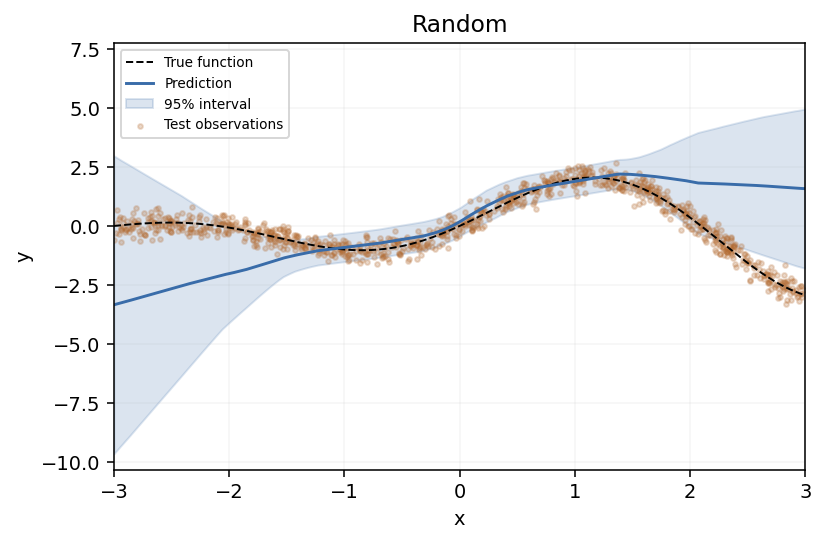 Random
7.5
5.0
2.5
0.0
−2.5
−5.0
−7.5
−10.0
y
True function
Prediction
95% interval
Test observations
−3 −2 −1 0 1 2 3
x